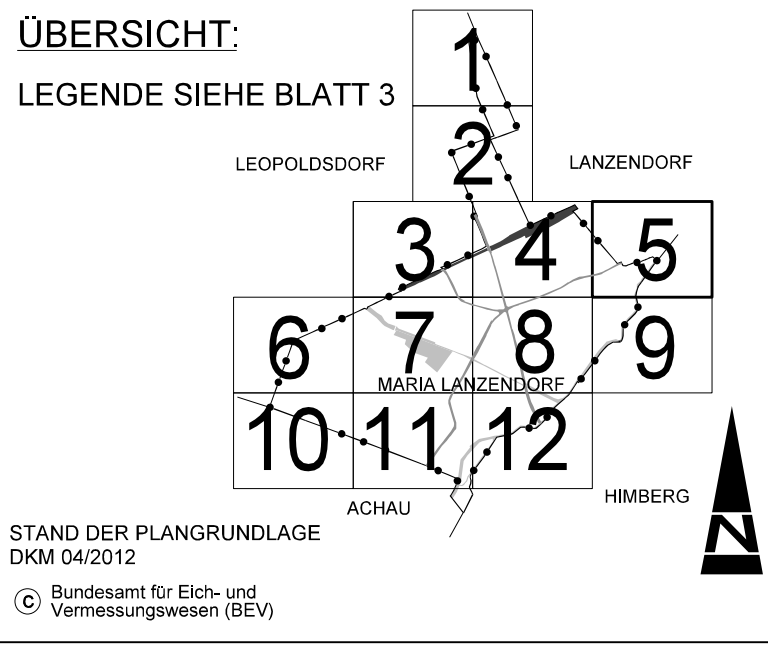 ÜBERSICHT:
LEGENDE SIEHE BLATT 3
1
2
LEOPOLDSDORF
LANZENDORF
3
4
5
6
7
8
9
MARIA LANZENDORF
10
11
12
ACHAU
HIMBERG
N
STAND DER PLANGRUNDLAGE
DKM 04/2012
© Bundesamt für Eich- und
Vermessungswesen (BEV)